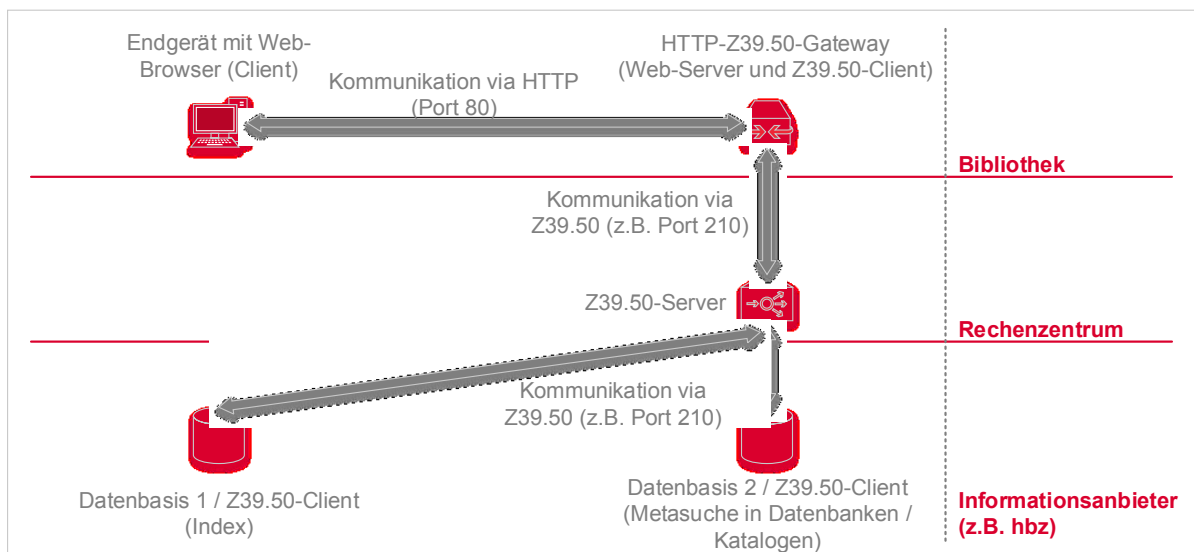 Endgerät mit Web-
Browser (Client)
HTTP-Z39.50-Gateway
(Web-Server und Z39.50-Client)
Kommunikation via HTTP
(Port 80)
Bibliothek
Kommunikation via
Z39.50 (z.B. Port 210)
Z39.50-Server
Rechenzentrum
Kommunikation via
Z39.50 (z.B. Port 210)
Datenbasis 1 / Z39.50-Client
(Index)
Datenbasis 2 / Z39.50-Client
(Metasuche in Datenbanken /
Katalogen)
Informationsanbieter
(z.B. hbz)